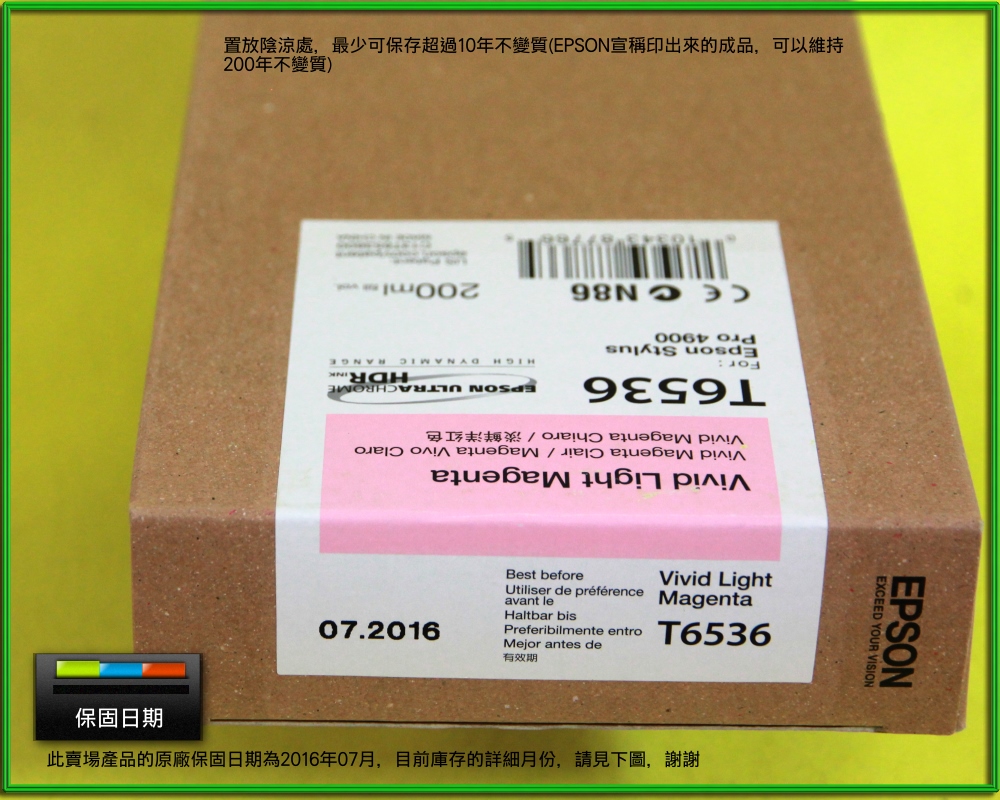 置放陰涼處，最少可保存超過10年不變質(EPSON宣稱印出來的成品，可以維持
200年不變質)
200ml
N86
For:
Epson Stylus
Pro 4900
T6536
EPSON ULTRACHROME
HDR INK
HIGH DYNAMIC RANGE
Vivid Light Magenta
Vivid Magenta Clair / Magenta Vivo Claro
Vivid Magenta Chiaro / 淡鲜洋红色
Best before
Utiliser de préférence
avant le
Haltbar bis
Preferibilmente entro
Mejor antes de
有效期
07.2016
Vivid Light
Magenta
T6536
EPSON
EXCEED YOUR VISION
保固日期
此賣場產品的原廠保固日期為2016年07月，目前庫存的詳細月份，請見下圖，謝謝